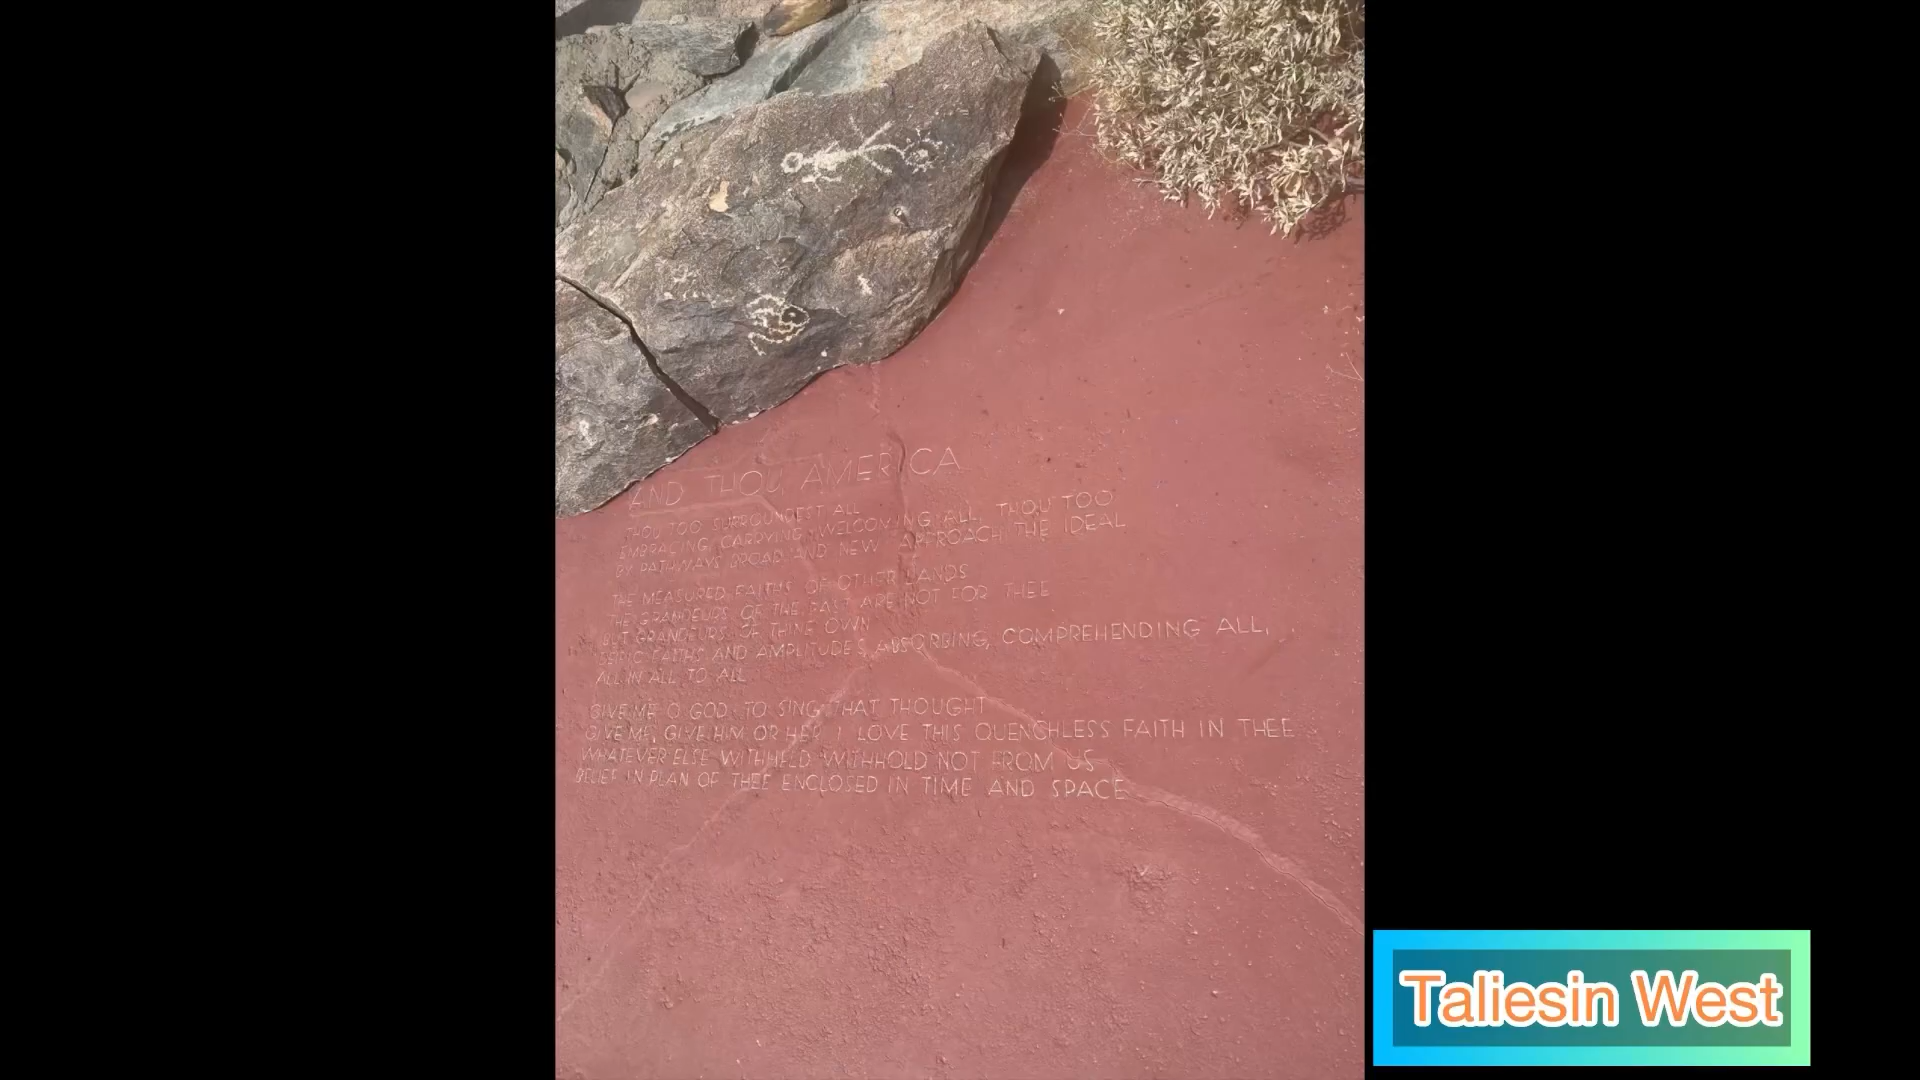 AND THOU AMERICA
THOU TOO SURROUNDEST ALL
EMBRACING CARRYING WELCOMING ALL, THOU TOO
BY PATHWAYS BROAD AND NEW APPROACH THE IDEAL
THE MEASURED FAITHS OF OTHER LANDS
THE GRANDEURS OF THE PAST ARE NOT FOR THEE
BUT GRANDEURS OF THINE OWN
FAITHS AND AMPLITUDES, ABSORBING, COMPREHENDING ALL,
ALL IN ALL TO ALL
GIVE ME O GOD TO SING THAT THOUGHT
GIVE ME, GIVE HIM OR HER I LOVE THIS QUENCHLESS FAITH IN THEE
WHATEVER ELSE WITHHELD WITHHOLD NOT FROM US
BELIEF IN PLAN OF THEE ENCLOSED IN TIME AND SPACE
Taliesin West